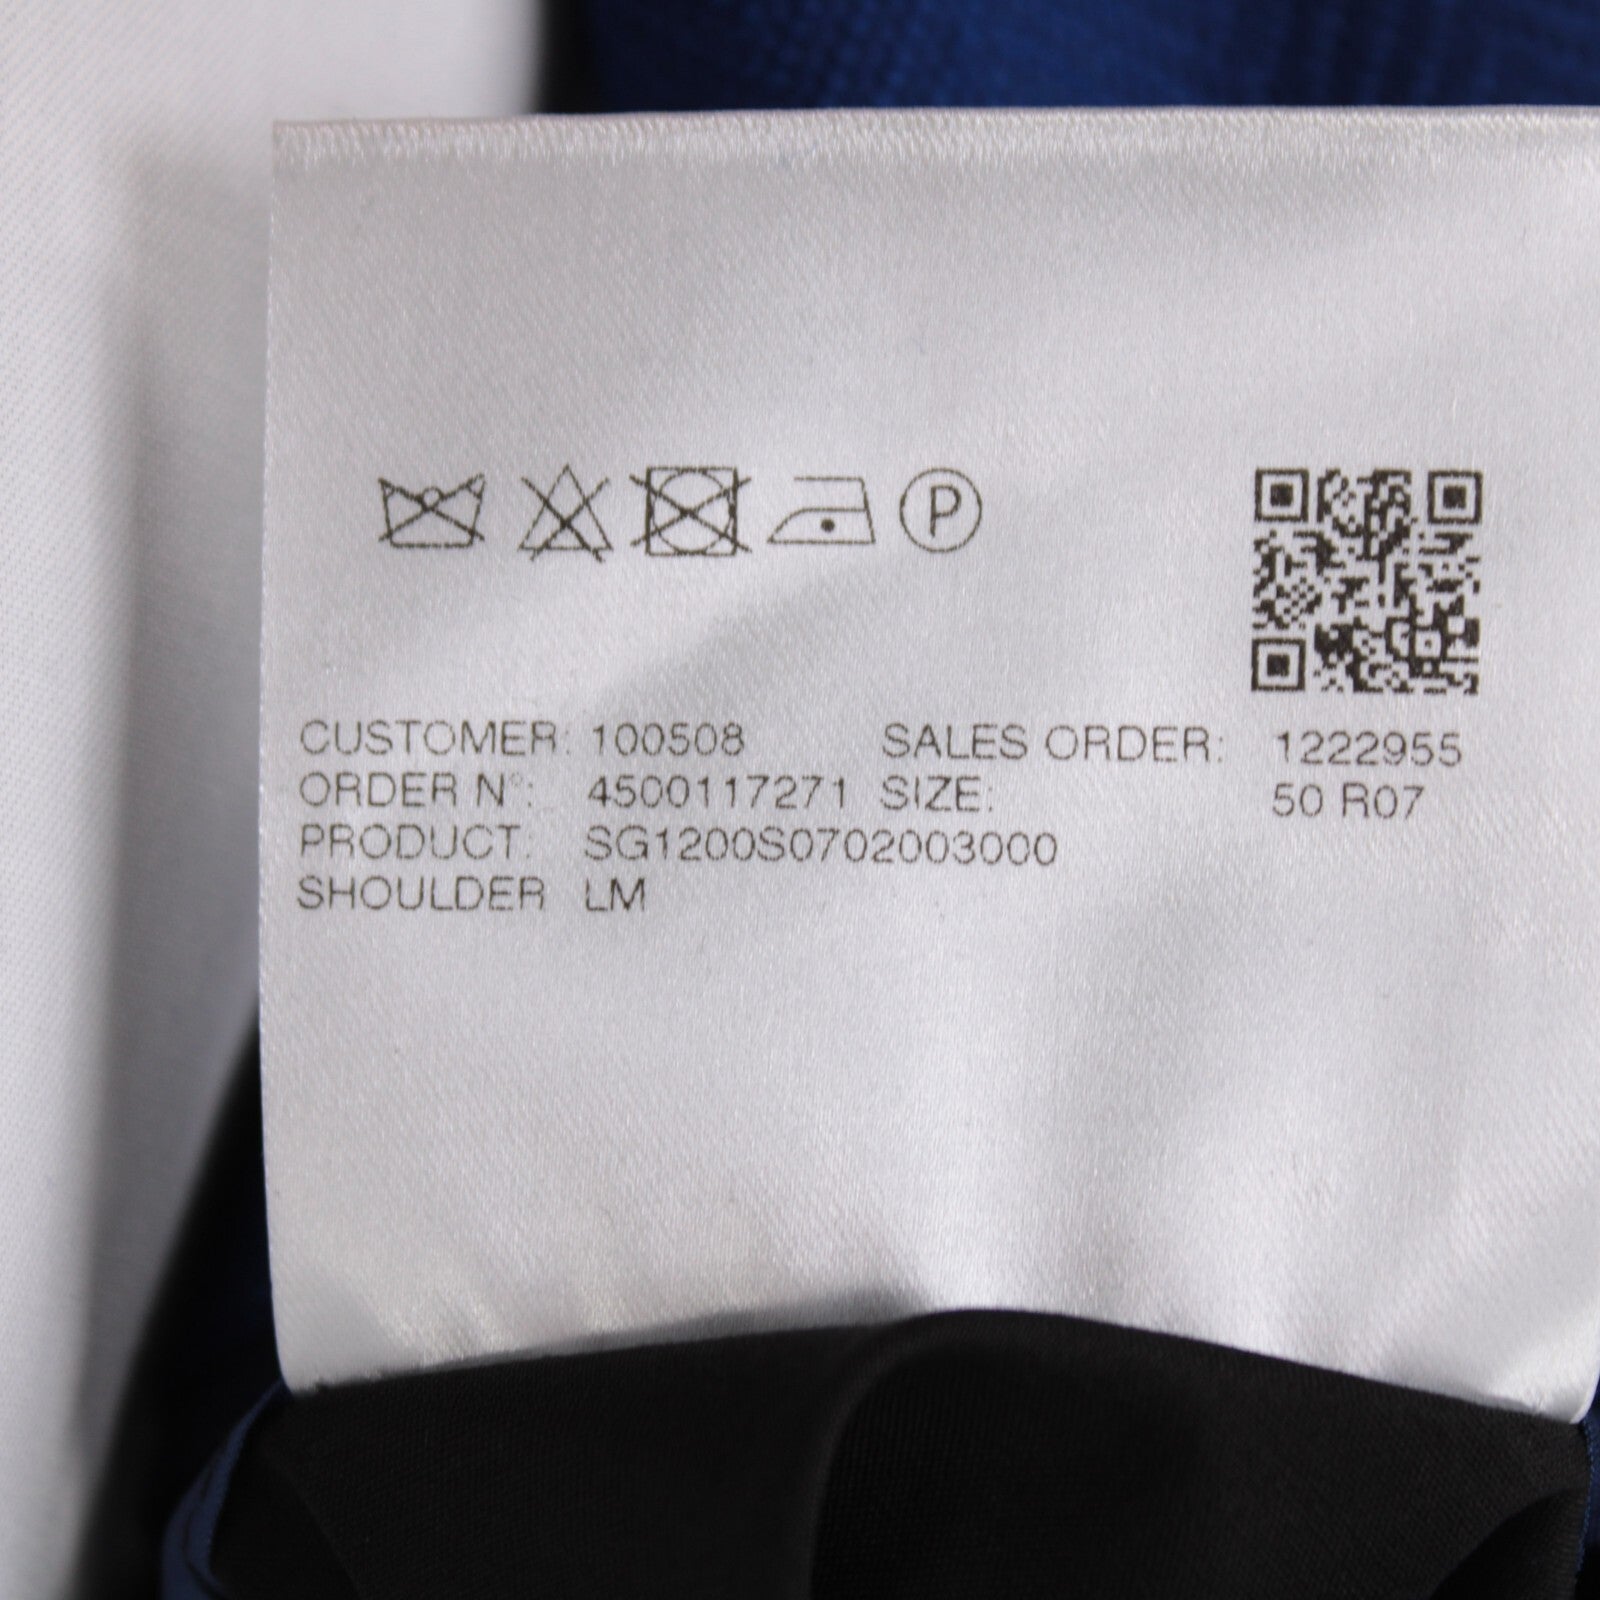 P
CUSTOMER: 100508 SALES ORDER: 1222955
ORDER N°: 4500117271 SIZE: 50 R07
PRODUCT: SG1200S0702003000
SHOULDER LM